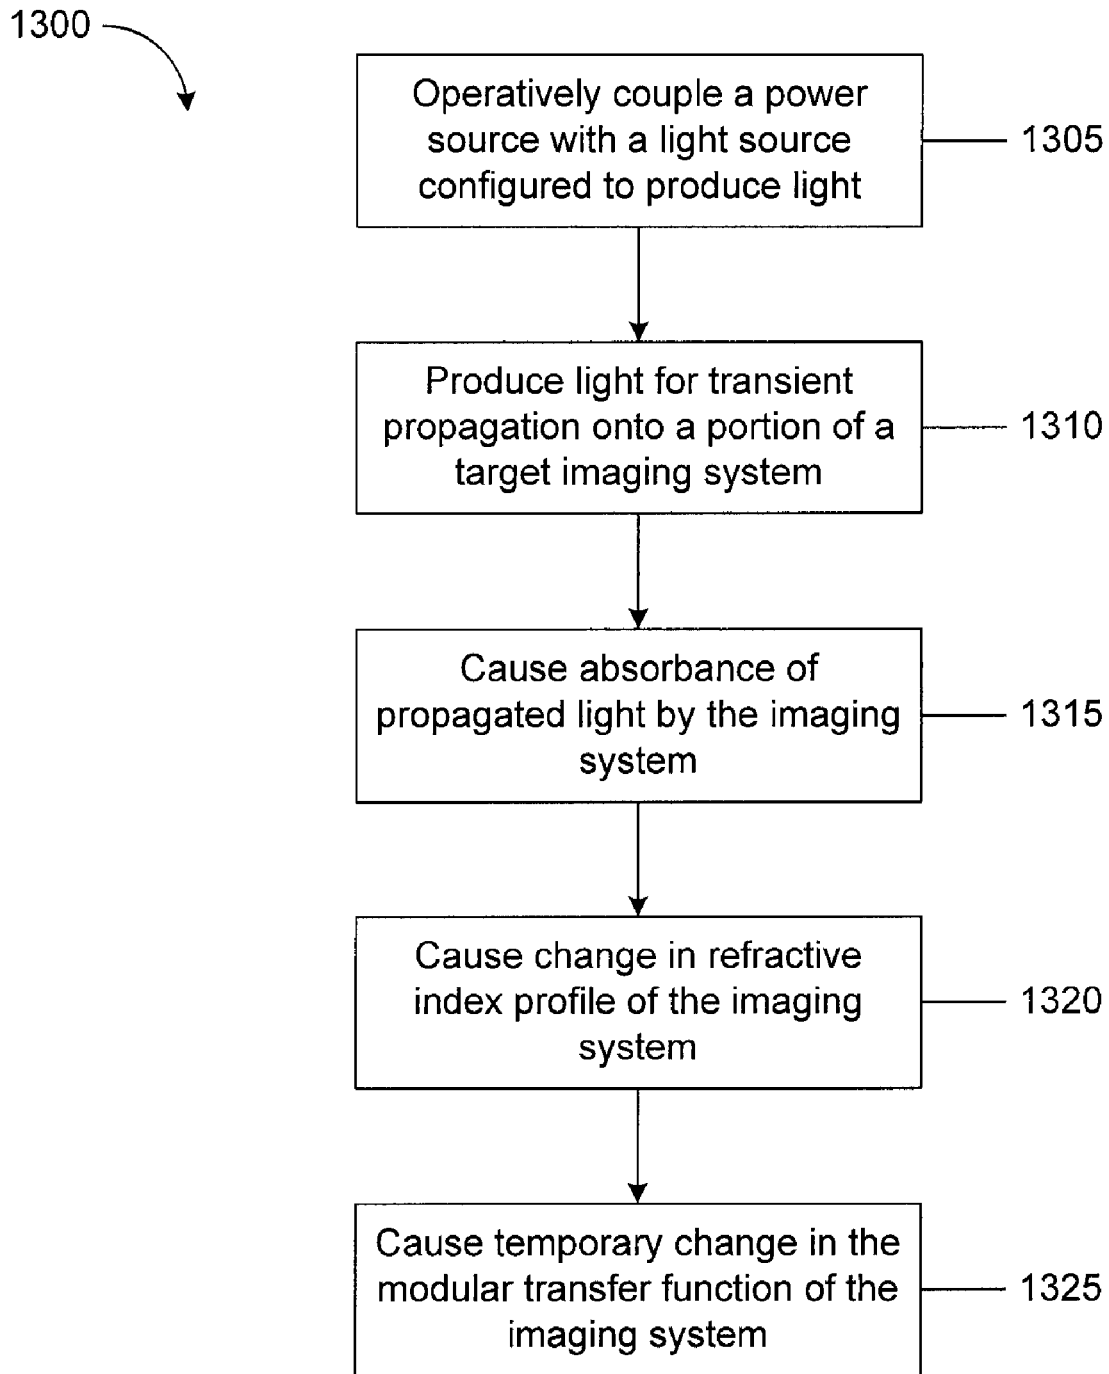 1300
Operatively couple a power
source with a light source
configured to produce light
1305
Produce light for transient
propagation onto a portion of a
target imaging system
1310
Cause absorbance of
propagated light by the imaging
system
1315
Cause change in refractive
index profile of the imaging
system
1320
Cause temporary change in the
modular transfer function of the
imaging system
1325